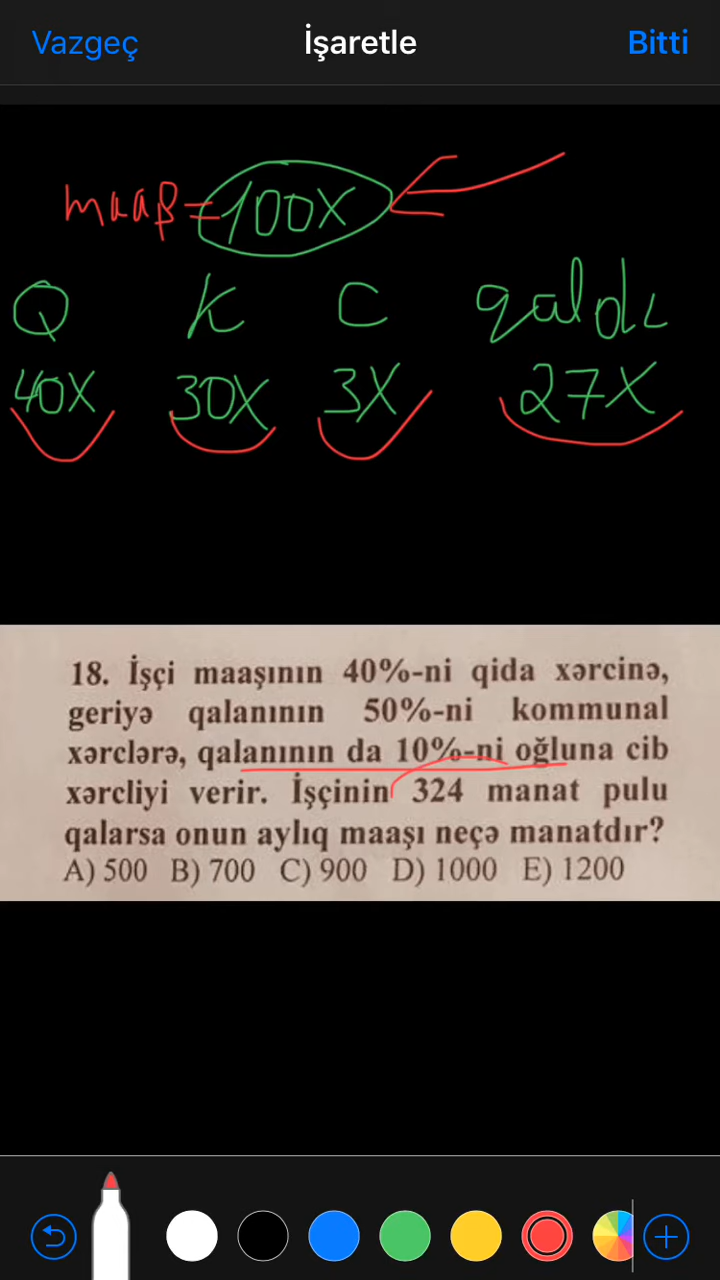 Vazgeç İşaretle Bitti
maaş=100X
Q K C qaldı
40X 30X 3X 27X
18. İşçi maaşının 40%-ni qida xərcinə,
geriyə qalanının 50%-ni kommunal
xərclərə, qalanının da 10%-ni oğluna cib
xərcliyi verir. İşçinin 324 manat pulu
qalarsa onun aylıq maaşı neçə manatdır?
A) 500 B) 700 C) 900 D) 1000 E) 1200